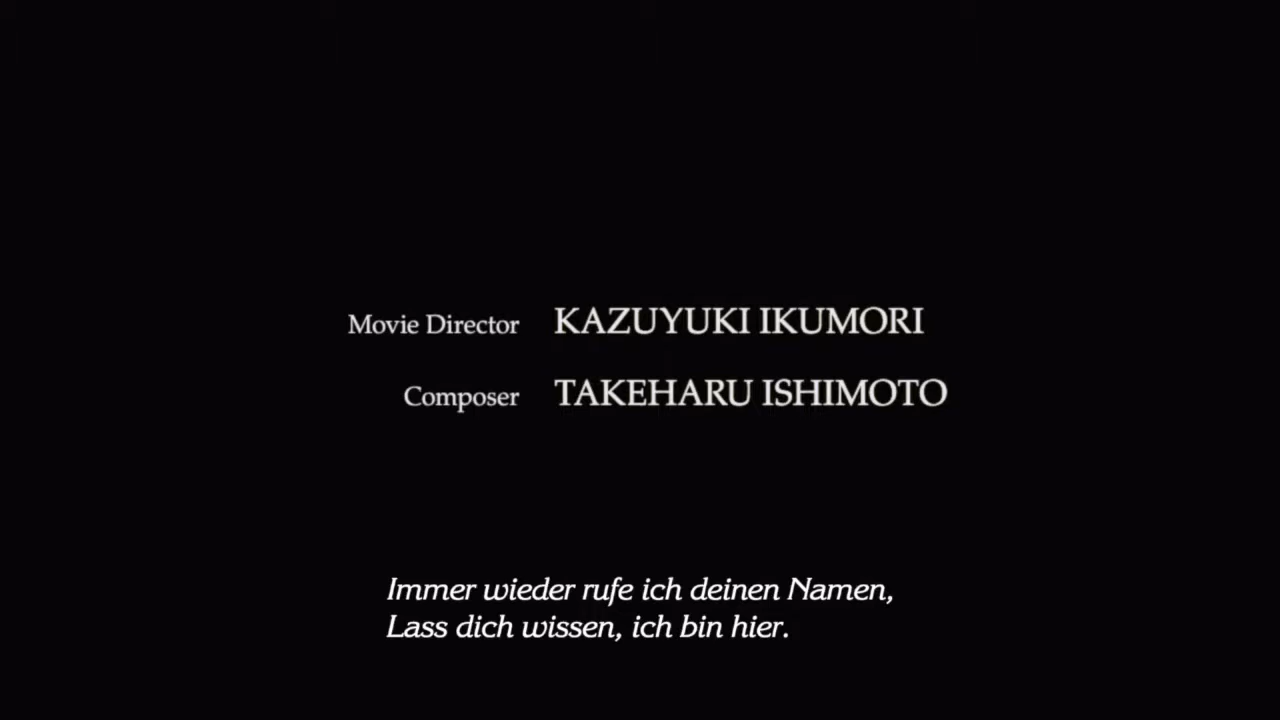 Movie Director KAZUYUKI IKUMORI
Composer TAKEHARU ISHIMOTO
Immer wieder rufe ich deinen Namen,
Lass dich wissen, ich bin hier.